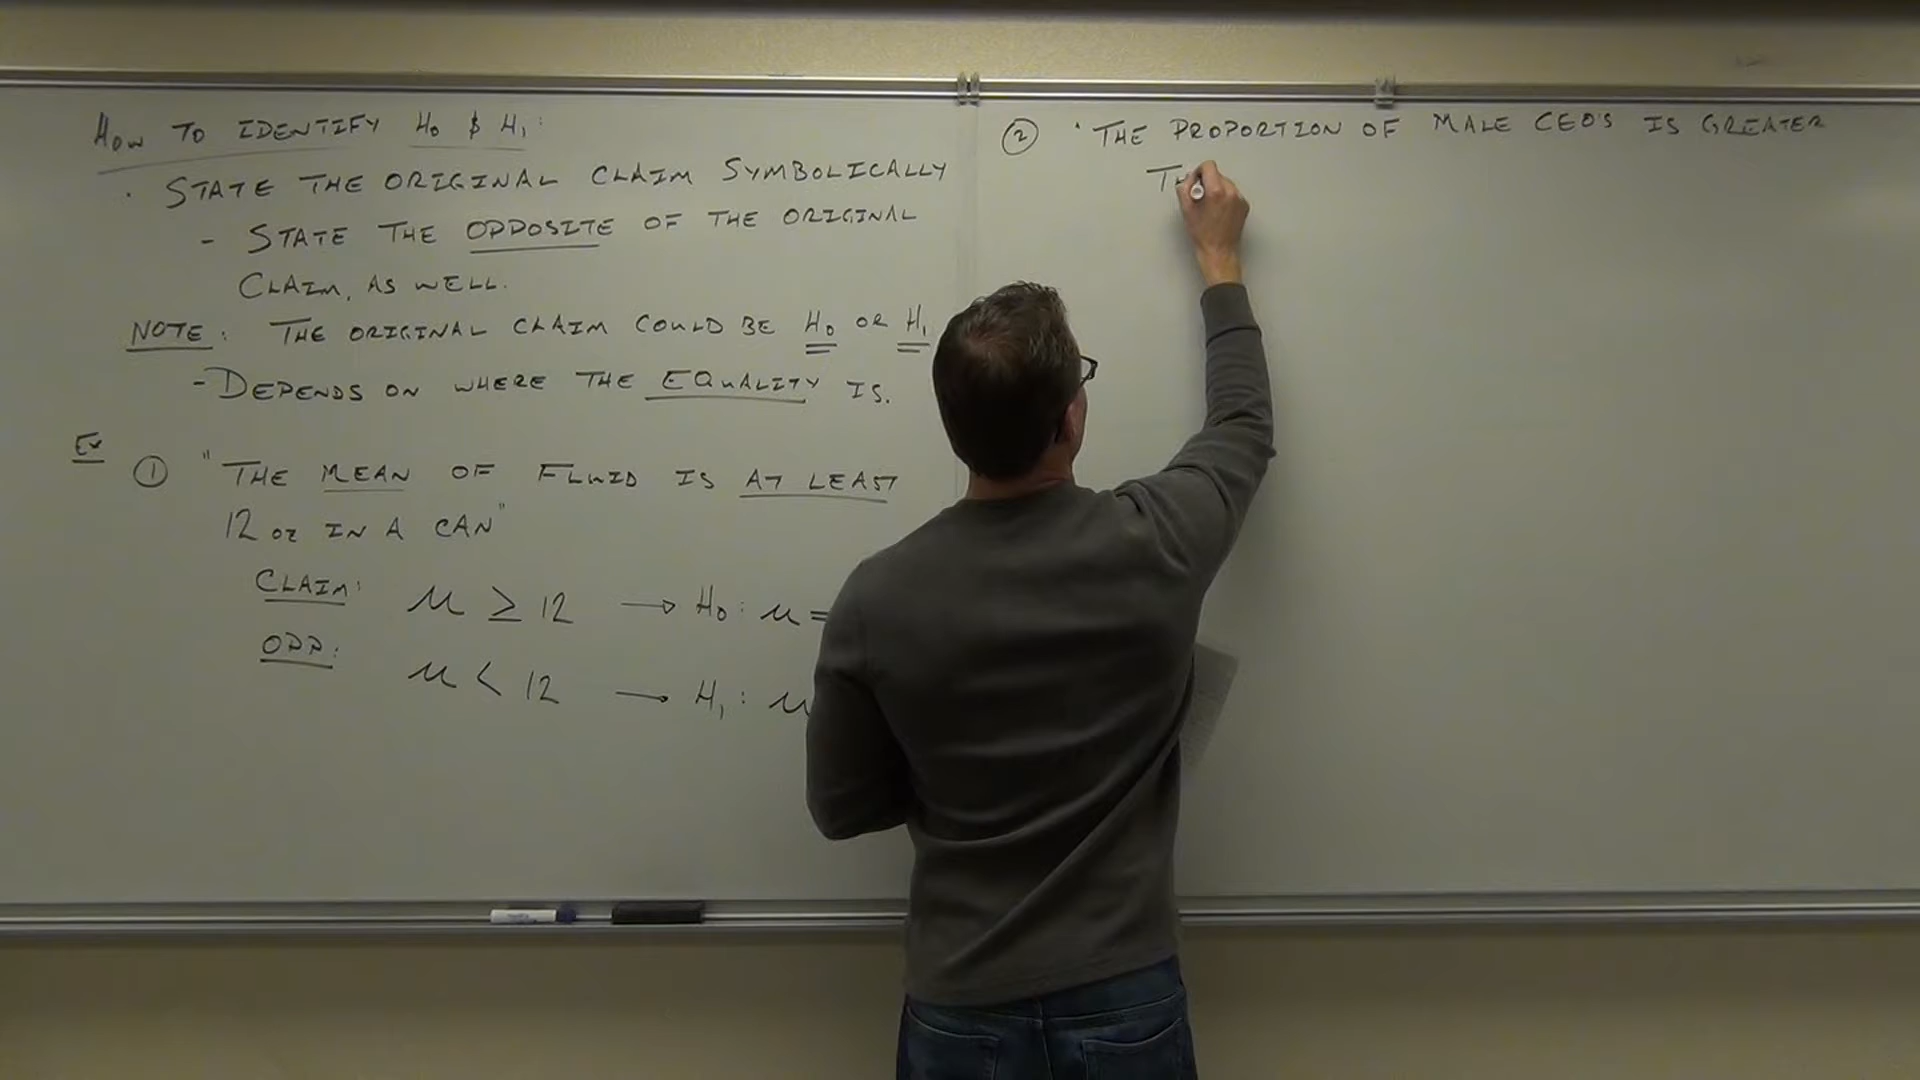 HOW TO IDENTIFY H₀ & H₁:
· STATE THE ORIGINAL CLAIM SYMBOLICALLY
- STATE THE OPPOSITE OF THE ORIGINAL
CLAIM, AS WELL.
NOTE: THE ORIGINAL CLAIM COULD BE H₀ OR H₁
- DEPENDS ON WHERE THE EQUALITY IS.
Ex ① "THE MEAN OF FLUID IS AT LEAST
12 oz IN A CAN"
CLAIM: μ ≥ 12 → H₀: μ =
OPP: μ < 12 → H₁: μ
② "THE PROPORTION OF MALE CEO'S IS GREATER